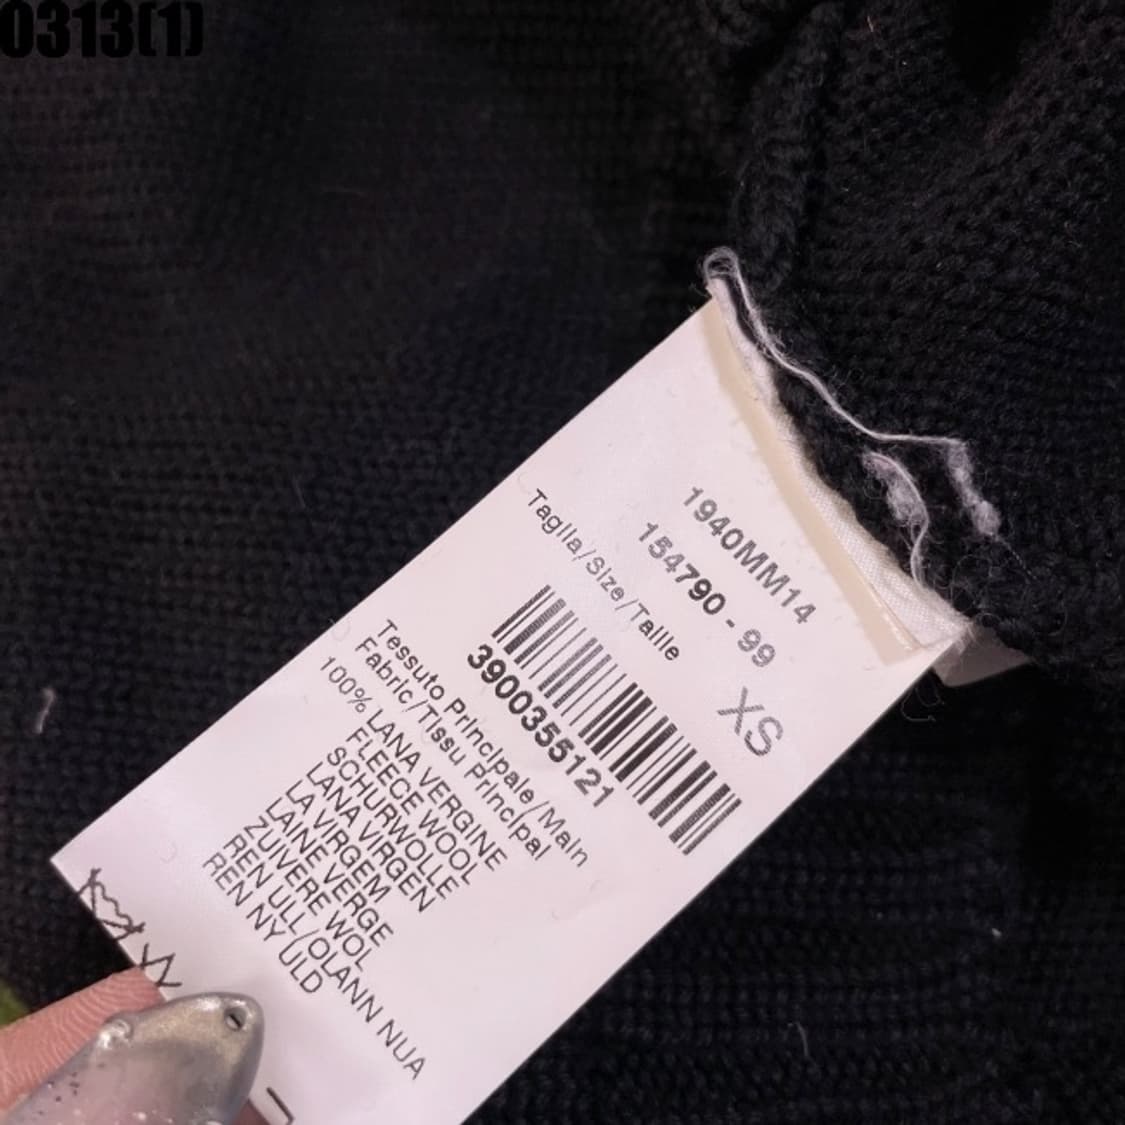 0313(1)
1940MM14
154790 - 99
Taglia/Size/Taille
XS
3900355121
Tessuto Principale/Main
Fabric/Tissu Principal
100% LANA VERGINE
FLEECE WOOL
SCHURWOLLE
LANA VIRGEN
LA VIRGEM
LAINE VIERGE
ZUIVERE WOL
REN ULL/OLANN NUA
REN NY ULD